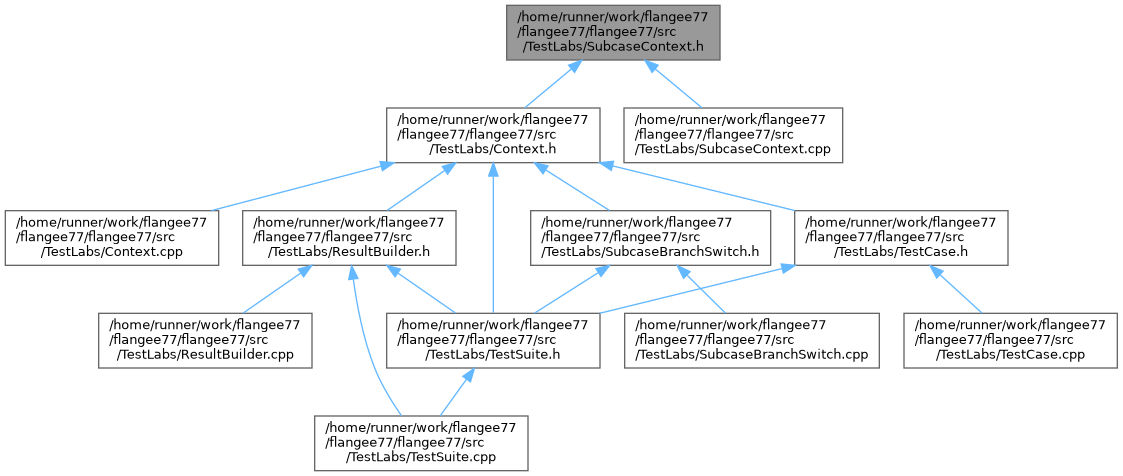 /home/runner/work/flangee77
/flangee77/flangee77/src
/TestLabs/SubcaseContext.h
/home/runner/work/flangee77
/flangee77/flangee77/src
/TestLabs/Context.h
/home/runner/work/flangee77
/flangee77/flangee77/src
/TestLabs/SubcaseContext.cpp
/home/runner/work/flangee77
/flangee77/flangee77/src
/TestLabs/Context.cpp
/home/runner/work/flangee77
/flangee77/flangee77/src
/TestLabs/ResultBuilder.h
/home/runner/work/flangee77
/flangee77/flangee77/src
/TestLabs/SubcaseBranchSwitch.h
/home/runner/work/flangee77
/flangee77/flangee77/src
/TestLabs/TestCase.h
/home/runner/work/flangee77
/flangee77/flangee77/src
/TestLabs/ResultBuilder.cpp
/home/runner/work/flangee77
/flangee77/flangee77/src
/TestLabs/TestSuite.h
/home/runner/work/flangee77
/flangee77/flangee77/src
/TestLabs/SubcaseBranchSwitch.cpp
/home/runner/work/flangee77
/flangee77/flangee77/src
/TestLabs/TestCase.cpp
/home/runner/work/flangee77
/flangee77/flangee77/src
/TestLabs/TestSuite.cpp